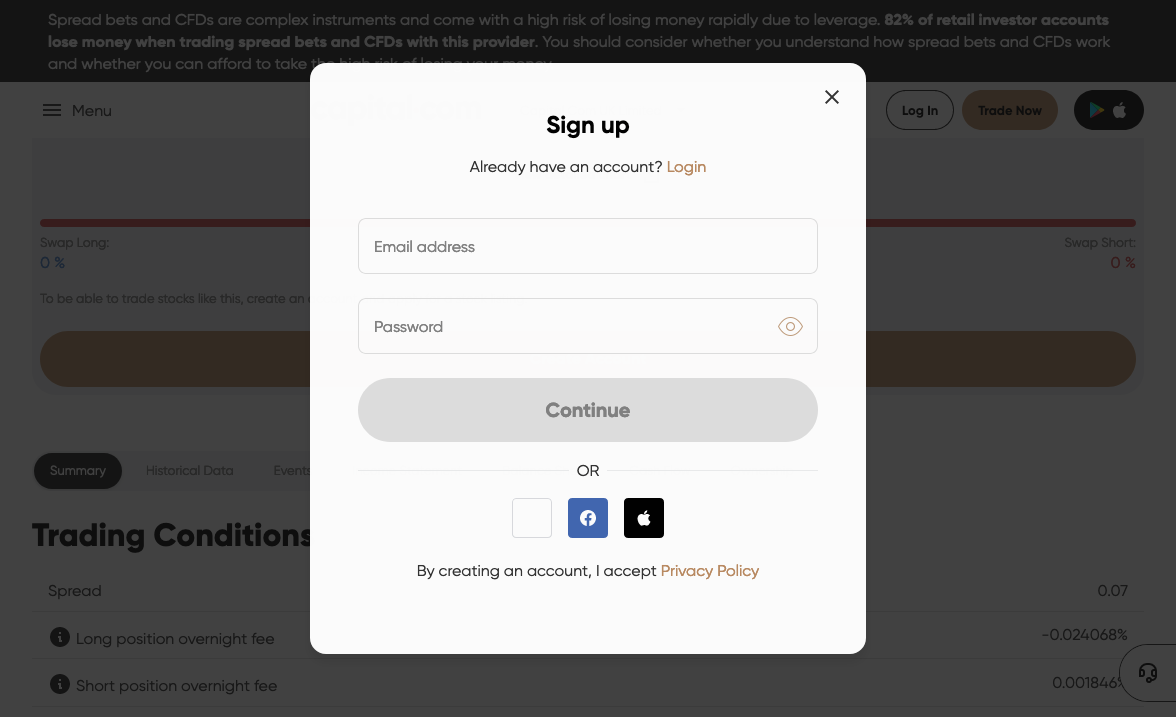 Spread bets and CFDs are complex instruments and come with a high risk of losing money rapidly due to leverage. 82% of retail investor accounts
lose money when trading spread bets and CFDs with this provider. You should consider whether you understand how spread bets and CFDs work
and whether you can afford to take the high risk of losing your money.
Menu
Log In
Trade Now
Sign up
Already have an account? Login
Swap Long:
Swap Short:
0 %
0 %
Email address
To be able to trade stocks like this, create an
Password
Continue
OR
Summary
Historical Data
Events
Trading Conditions
By creating an account, I accept Privacy Policy
Spread
0.07
Long position overnight fee
-0.024068%
Short position overnight fee
0.001846%